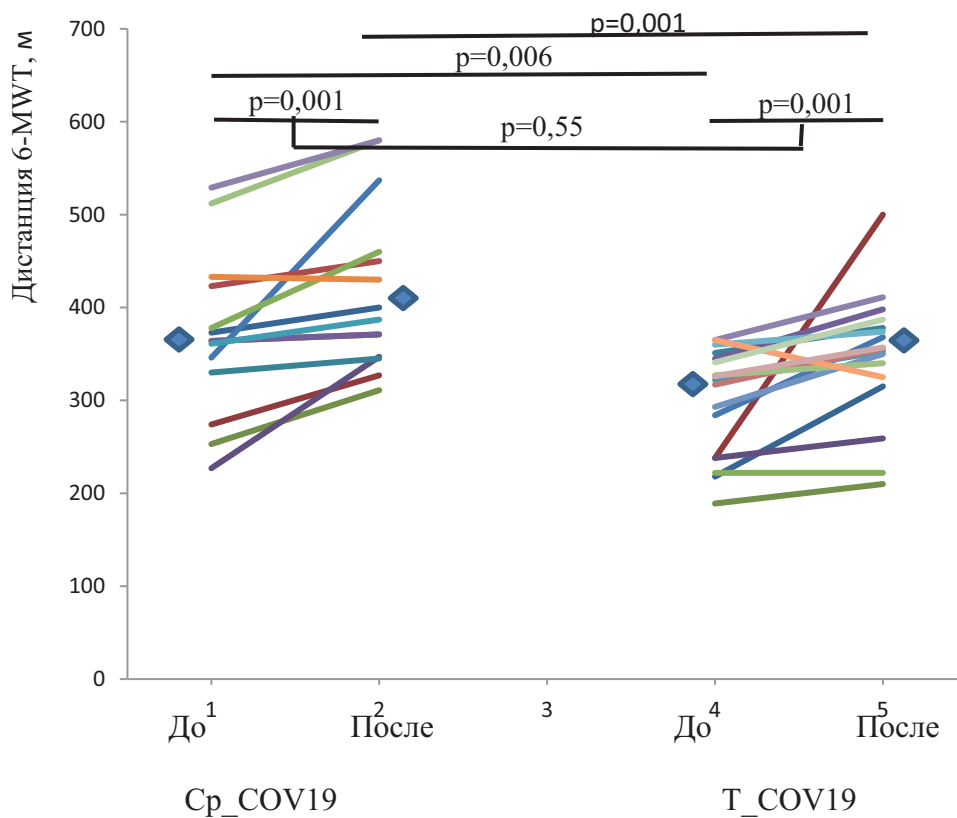 Дистанция 6-MWT, м
700
600
500
400
300
200
100
0
p=0,001
p=0,006
p=0,001
p=0,001
p=0,55
1
2
3
4
5
До
После
До
После
Ср_COV19
Т_COV19